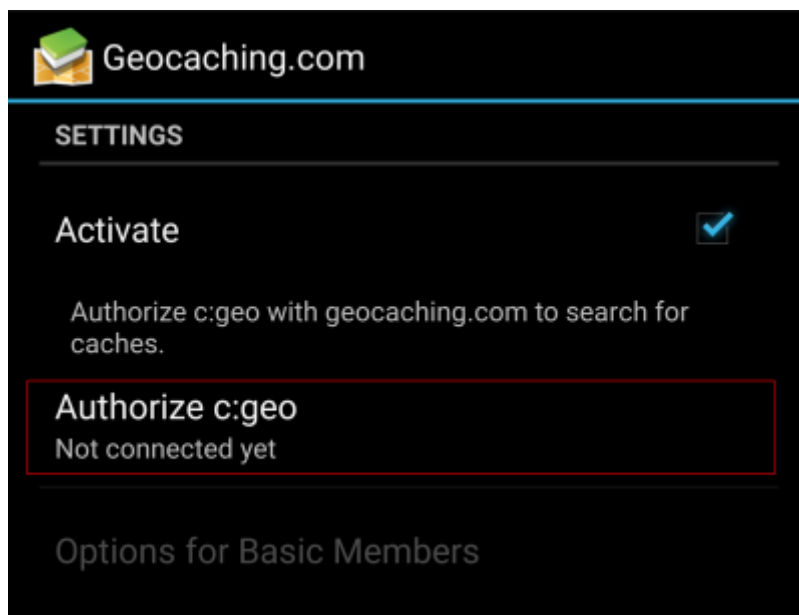 Geocaching.com
SETTINGS
Activate
Authorize c:geo with geocaching.com to search for
caches.
Authorize c:geo
Not connected yet
Options for Basic Members